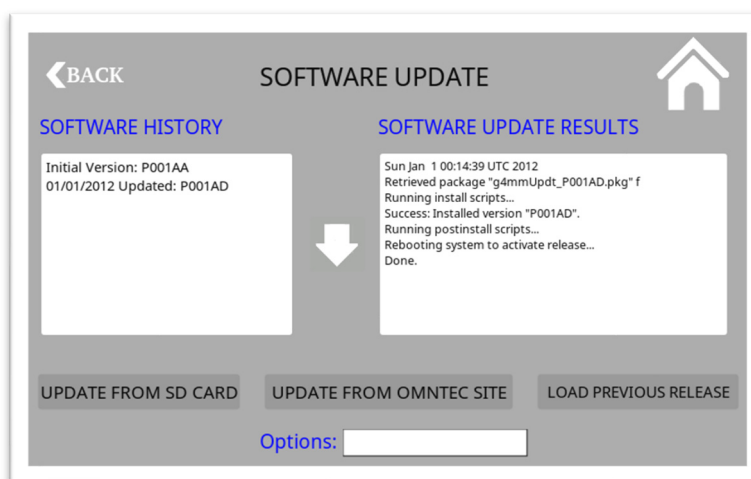 BACK
SOFTWARE UPDATE
SOFTWARE HISTORY
Initial Version: P001AA
01/01/2012 Updated: P001AD
SOFTWARE UPDATE RESULTS
Sun Jan 1 00:14:39 UTC 2012
Retrieved package "g4mmUpdt_P001AD.pkg" f
Running install scripts...
Success: Installed version "P001AD".
Running postinstall scripts...
Rebooting system to activate release...
Done.
UPDATE FROM SD CARD
UPDATE FROM OMNTEC SITE
LOAD PREVIOUS RELEASE
Options: